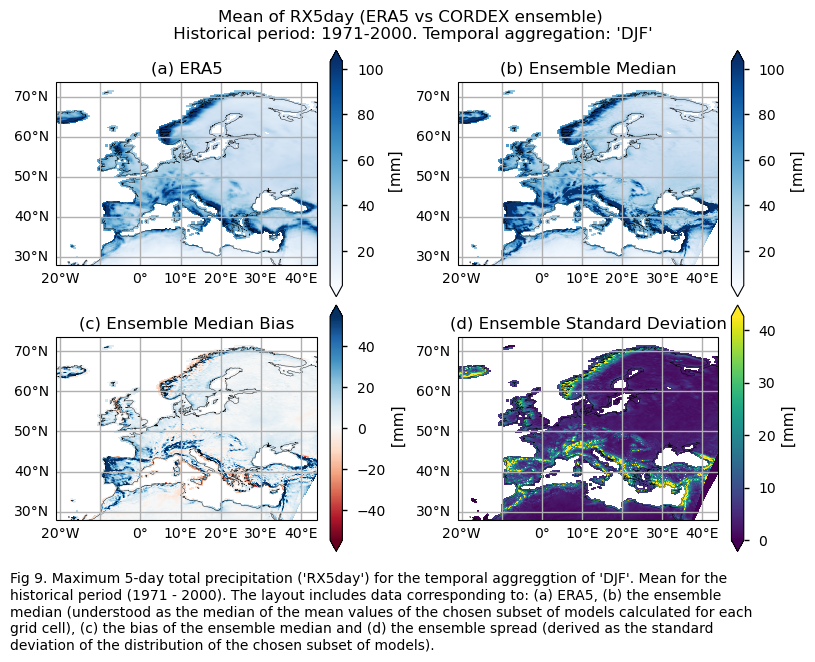 Mean of RX5day (ERA5 vs CORDEX ensemble)
Historical period: 1971-2000. Temporal aggregation: 'DJF'
(a) ERA5
70°N
60°N
50°N
40°N
30°N
20°W 0° 10°E 20°E 30°E 40°E
100
80
60
40
20
[mm]
(b) Ensemble Median
70°N
60°N
50°N
40°N
30°N
20°W 0° 10°E 20°E 30°E 40°E
100
80
60
40
20
[mm]
(c) Ensemble Median Bias
70°N
60°N
50°N
40°N
30°N
20°W 0° 10°E 20°E 30°E 40°E
40
20
0
−20
−40
[mm]
(d) Ensemble Standard Deviation
70°N
60°N
50°N
40°N
30°N
20°W 0° 10°E 20°E 30°E 40°E
40
30
20
10
0
[mm]
Fig 9. Maximum 5-day total precipitation ('RX5day') for the temporal aggreggtion of 'DJF'. Mean for the
historical period (1971 - 2000). The layout includes data corresponding to: (a) ERA5, (b) the ensemble
median (understood as the median of the mean values of the chosen subset of models calculated for each
grid cell), (c) the bias of the ensemble median and (d) the ensemble spread (derived as the standard
deviation of the distribution of the chosen subset of models).